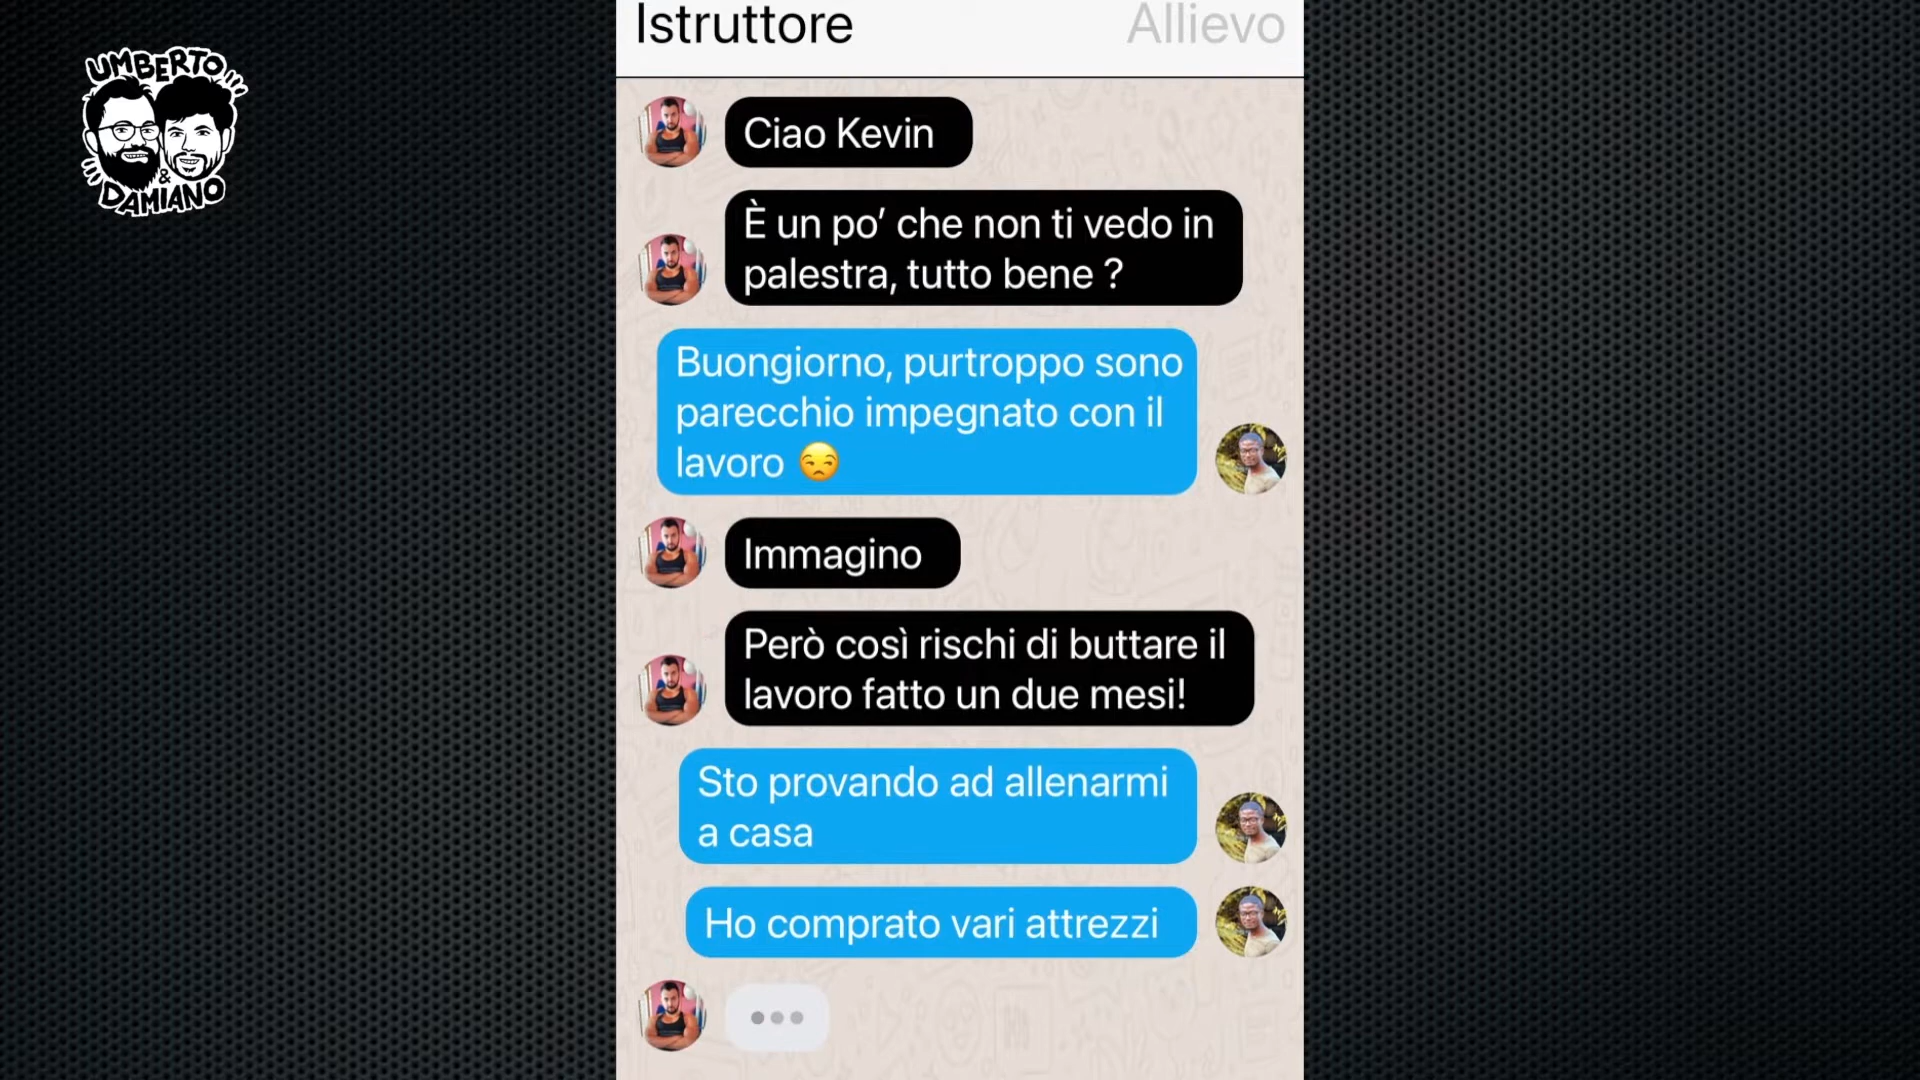 UMBERTO
&
DAMIANO
Istruttore
Allievo
Ciao Kevin
È un po’ che non ti vedo in
palestra, tutto bene ?
Buongiorno, purtroppo sono
parecchio impegnato con il
lavoro 😒
Immagino
Però così rischi di buttare il
lavoro fatto un due mesi!
Sto provando ad allenarmi
a casa
Ho comprato vari attrezzi